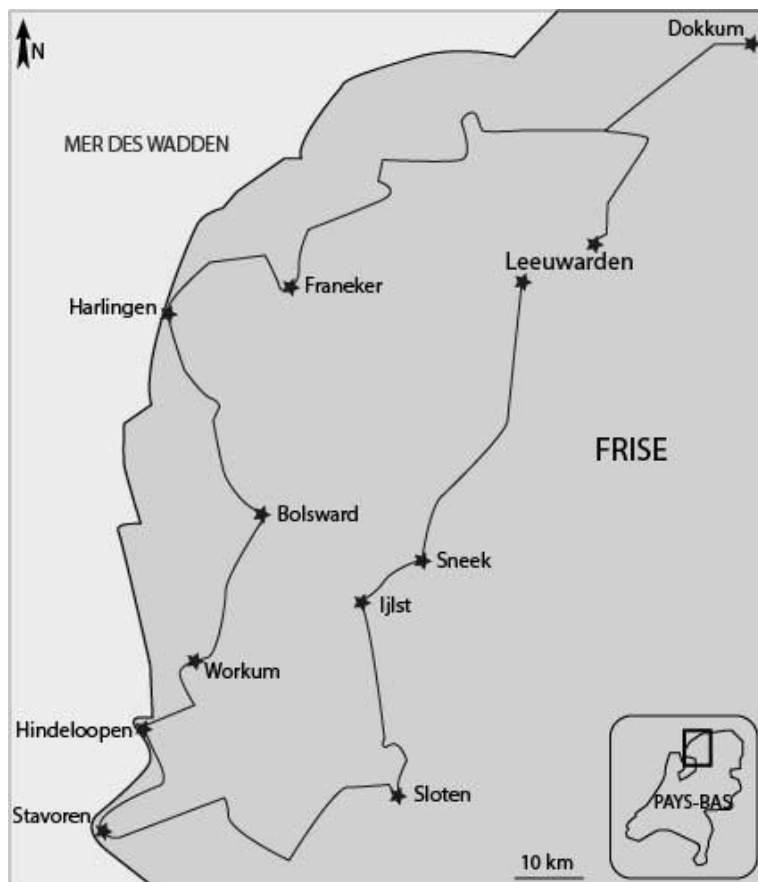 Dokkum
N
MER DES WADDEN
Leeuwarden
Franeker
Harlingen
FRISE
Bolsward
Sneek
Ijlst
Workum
Hindeloopen
Sloten
PAYS-BAS
Stavoren
10 km